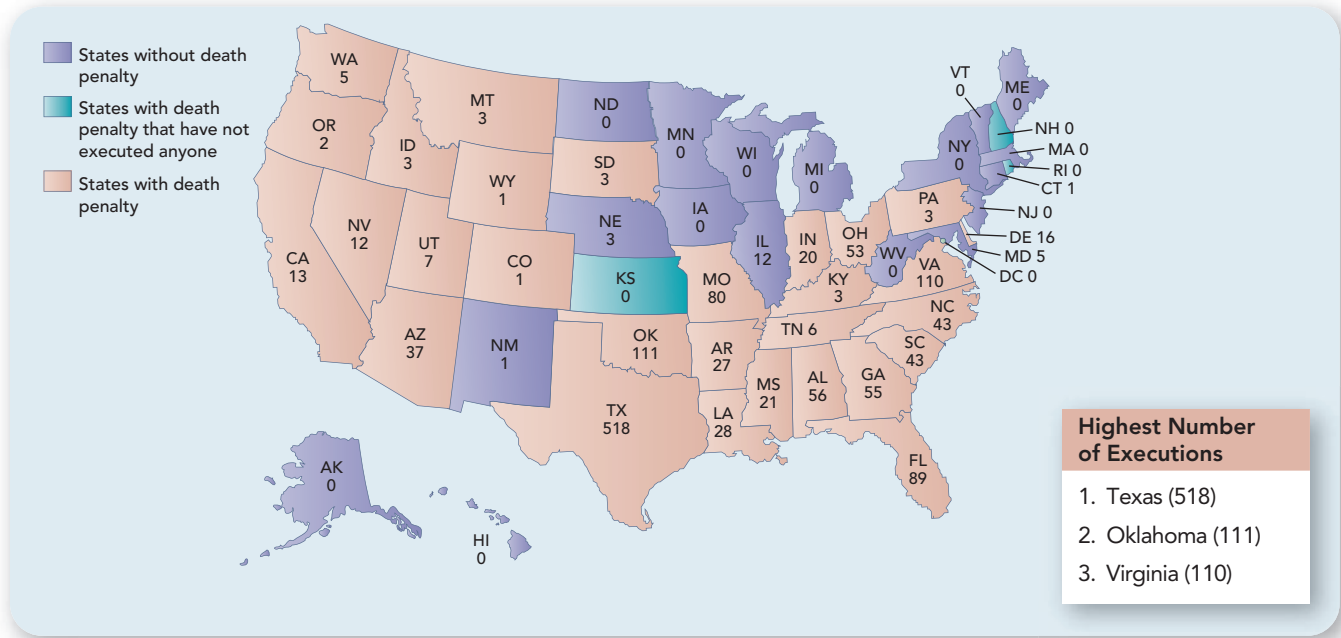 States without death
penalty
States with death
penalty that have not
executed anyone
States with death
penalty
WA
5
OR
2
ID
3
MT
3
WY
1
NV
12
UT
7
CO
1
CA
13
AZ
37
NM
1
ND
0
SD
3
NE
3
KS
0
OK
111
TX
518
MN
0
IA
0
MO
80
AR
27
LA
28
WI
0
IL
12
MI
0
IN
20
OH
53
KY
3
TN 6
MS
21
AL
56
GA
55
FL
89
SC
43
NC
43
VA
110
WV
0
PA
3
NY
0
VT
0
ME
0
NH 0
MA 0
RI 0
CT 1
NJ 0
DE 16
MD 5
DC 0
AK
0
HI
0
Highest Number
of Executions
1. Texas (518)
2. Oklahoma (111)
3. Virginia (110)